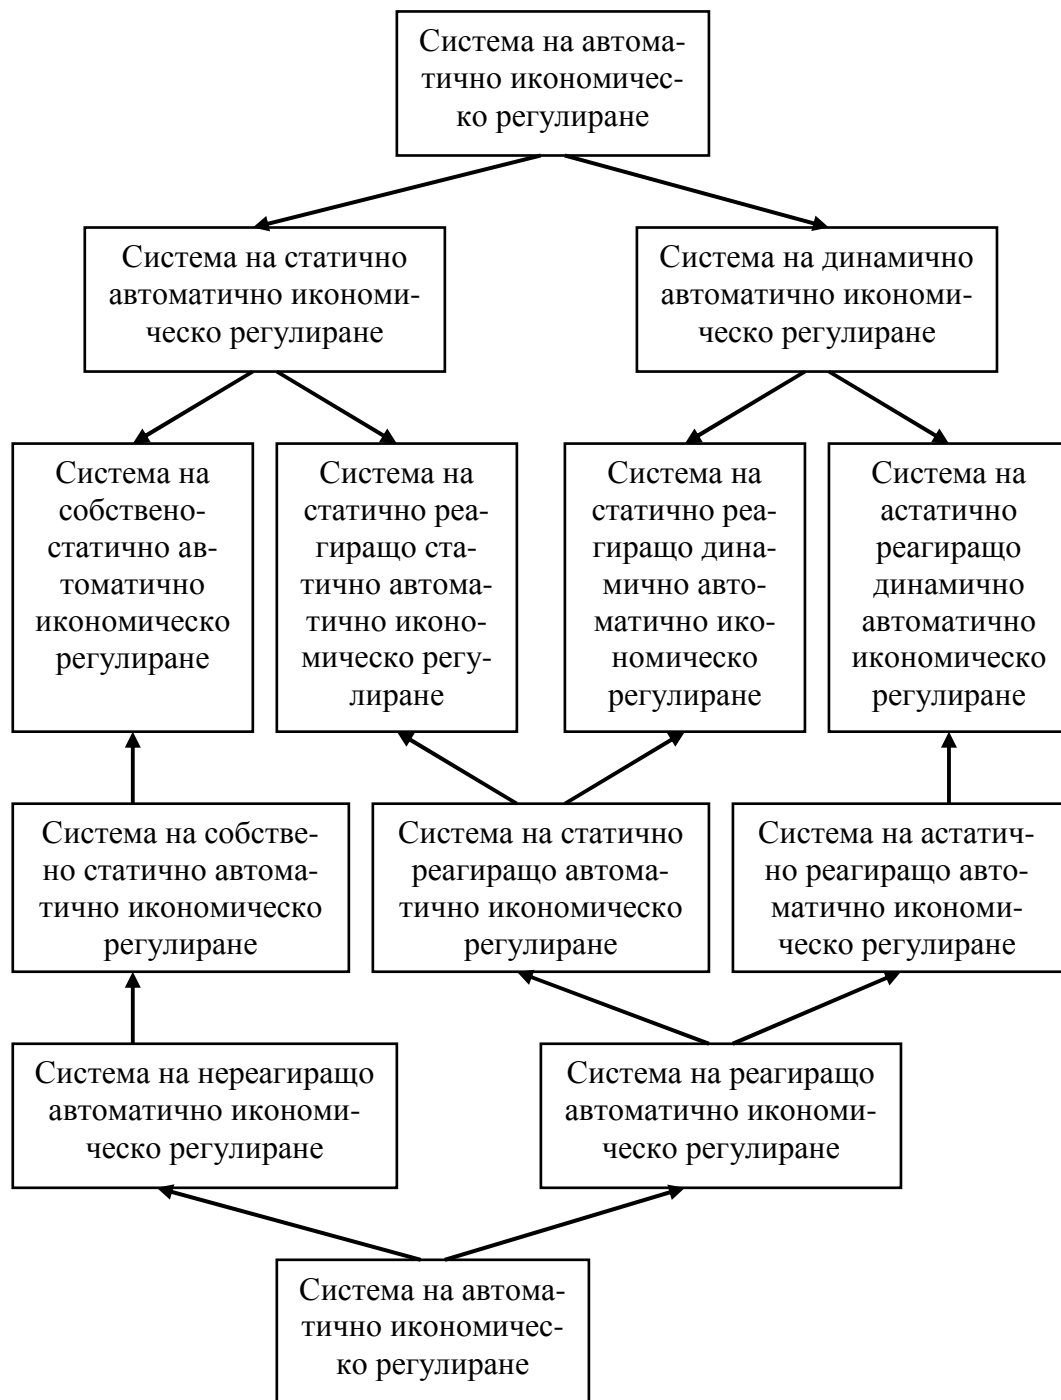 Система на автома-
тично икономичес-
ко регулиране
Система на статично
автоматично икономи-
ческо регулиране
Система на динамично
автоматично икономи-
ческо регулиране
Система на
собствено-
статично ав-
томатично
икономическо
регулиране
Система на
статично реа-
гиращо ста-
тично автома-
тично иконо-
мическо регу-
лиране
Система на
статично реа-
гиращо дина-
мично авто-
матично ико-
номическо
регулиране
Система на
астатично
реагиращо
динамично
автоматично
икономическо
регулиране
Система на собстве-
но статично автома-
тично икономическо
регулиране
Система на статично
реагиращо автома-
тично икономическо
регулиране
Система на астатич-
но реагиращо авто-
матично икономи-
ческо регулиране
Система на нереагиращо
автоматично икономи-
ческо регулиране
Система на реагиращо
автоматично икономи-
ческо регулиране
Система на автома-
тично икономичес-
ко регулиране